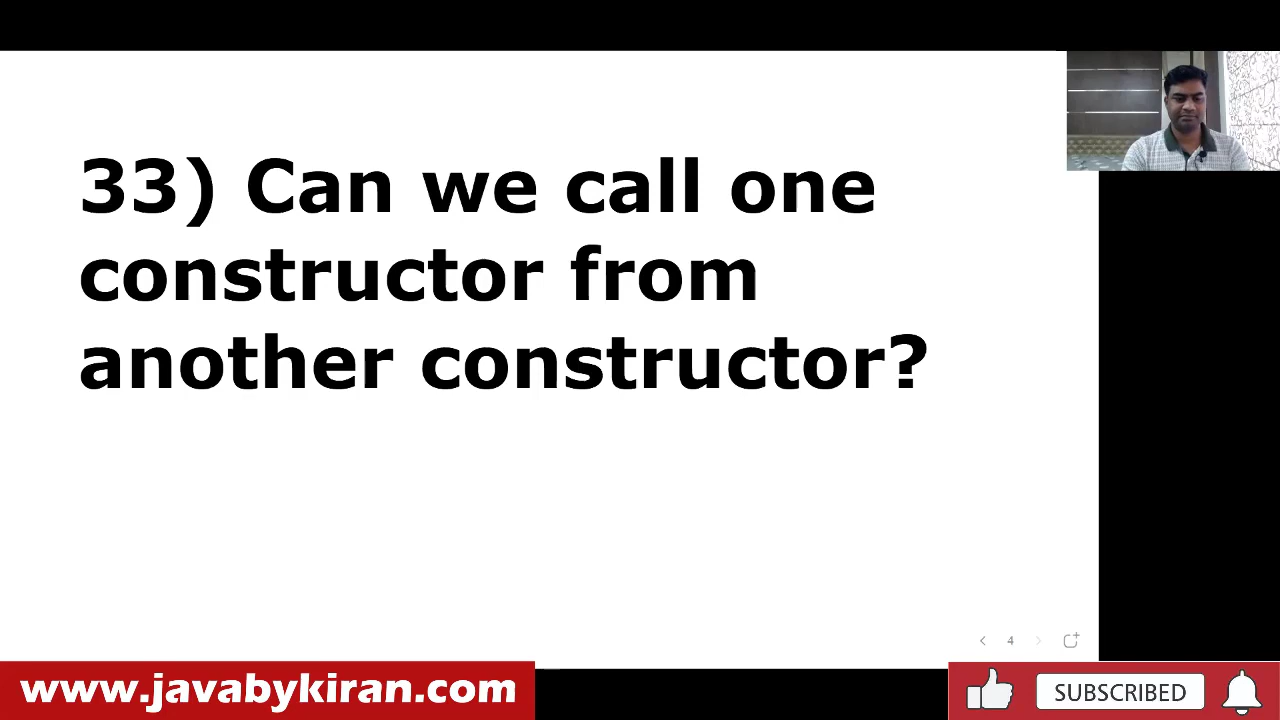 33) Can we call one
constructor from
another constructor?
4
www.javabykiran.com
SUBSCRIBED